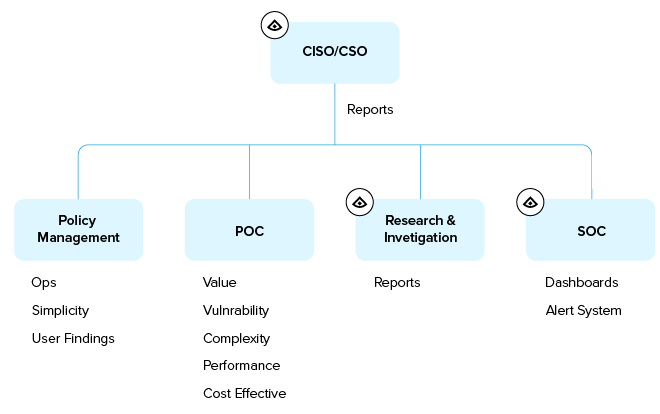 CISO/CSO
Reports
Policy
Management
Ops
Simplicity
User Findings
POC
Value
Vulnrability
Complexity
Performance
Cost Effective
Research &
Invetigation
Reports
SOC
Dashboards
Alert System